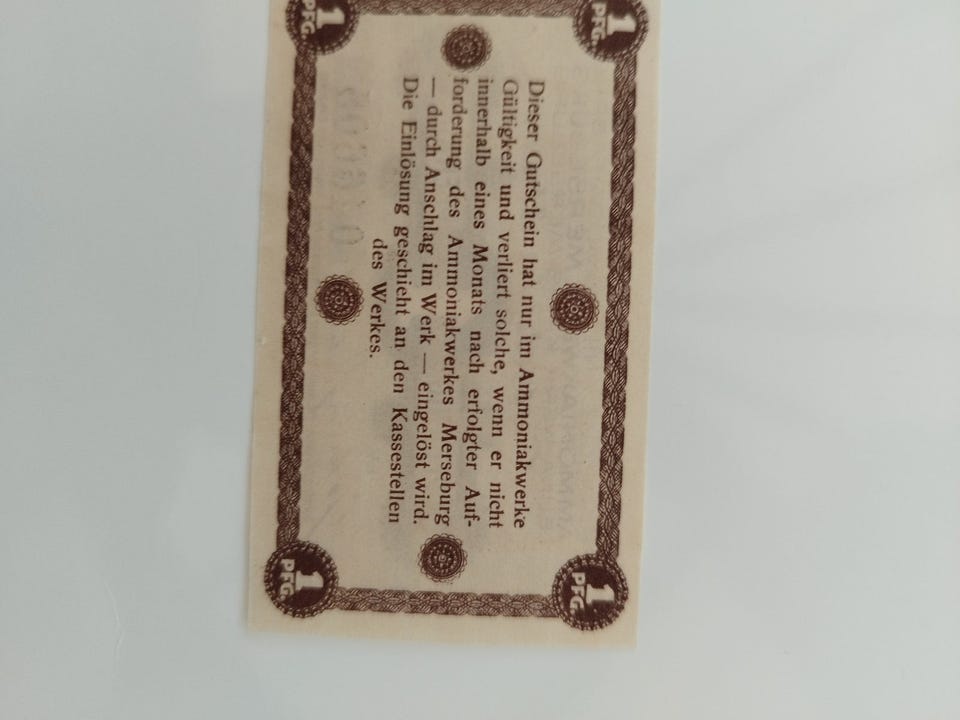 1
PFG.
1
PFG.
Dieser Gutschein hat nur im Ammoniakwerke
Gültigkeit und verliert solche, wenn er nicht
innerhalb eines Monats nach erfolgter Auf-
forderung des Ammoniakwerkes Merseburg
— durch Anschlag im Werk — eingelöst wird.
Die Einlösung geschieht an den Kassestellen
des Werkes.
1
PFG.
1
PFG.